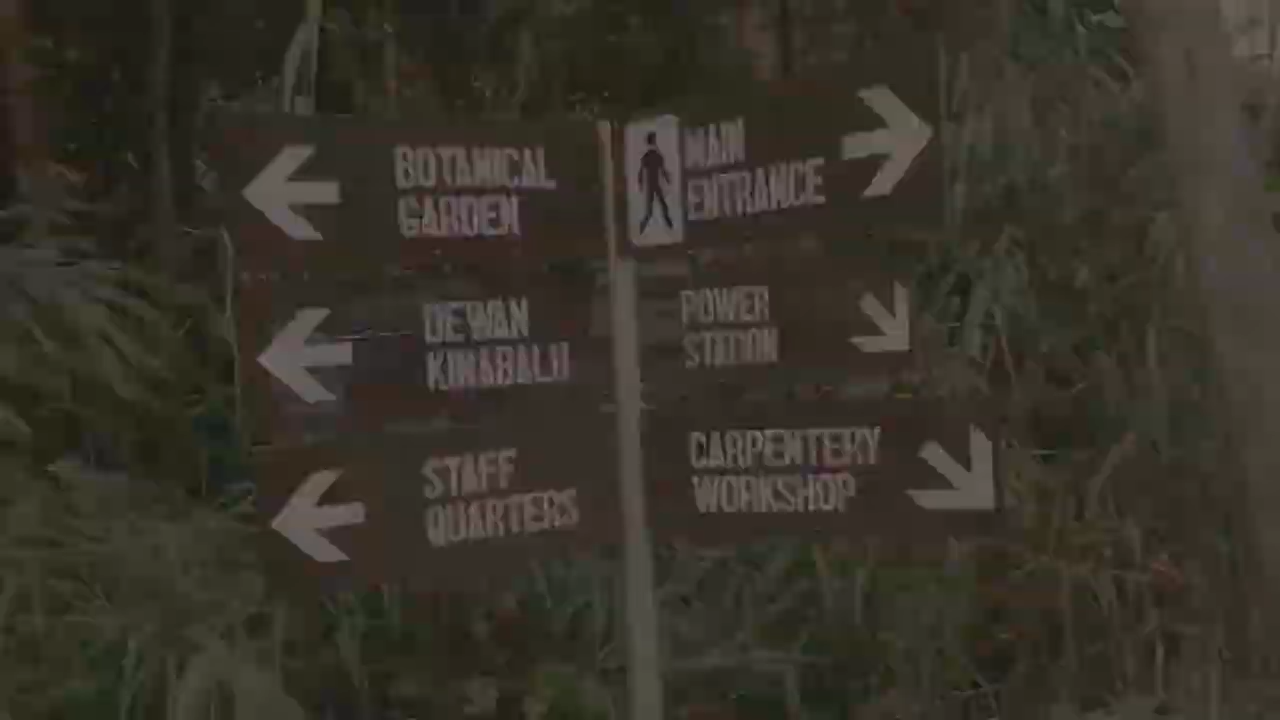 BOTANICAL
GARDEN
DEWAN
KINABALU
STAFF
QUARTERS
MAIN
ENTRANCE
POWER
STATION
CARPENTERY
WORKSHOP